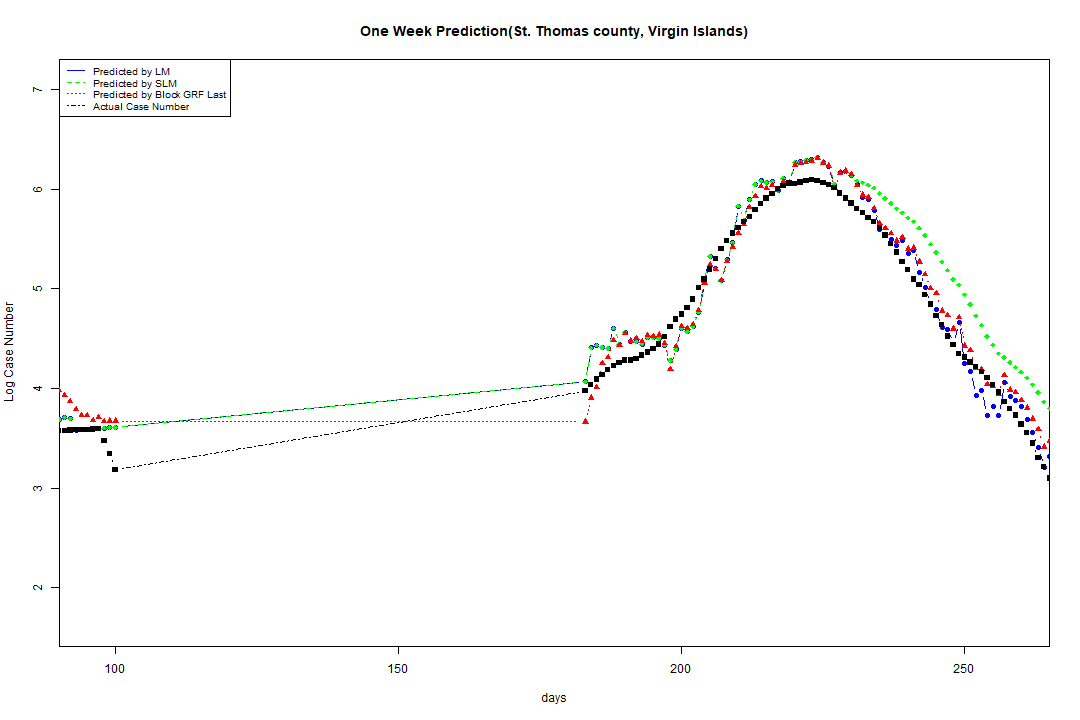 One Week Prediction(St. Thomas county, Virgin Islands)
Predicted by LM
Predicted by SLM
Predicted by Block GRF Last
Actual Case Number
7
6
5
4
3
2
Log Case Number
100 150 200 250
days